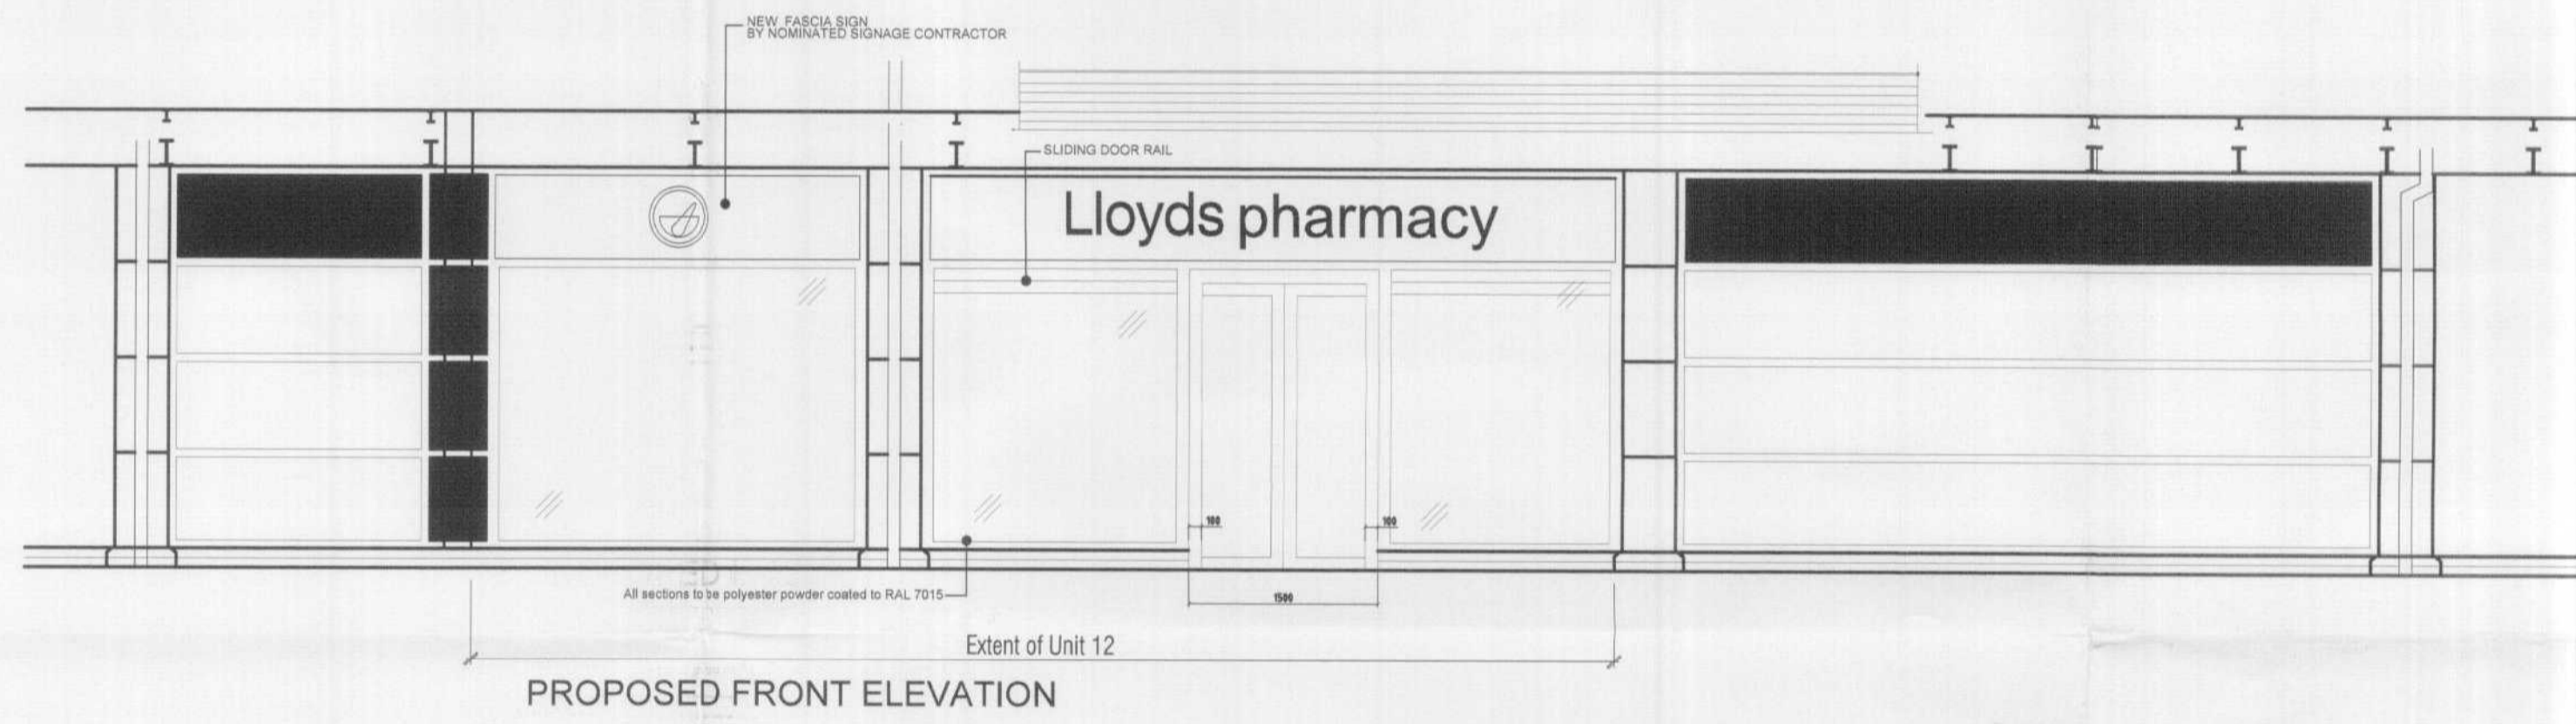 NEW FASCIA SIGN
BY NOMINATED SIGNAGE CONTRACTOR
SLIDING DOOR RAIL
Lloyds pharmacy
100
100
All sections to be polyester powder coated to RAL 7015
1500
Extent of Unit 12
PROPOSED FRONT ELEVATION